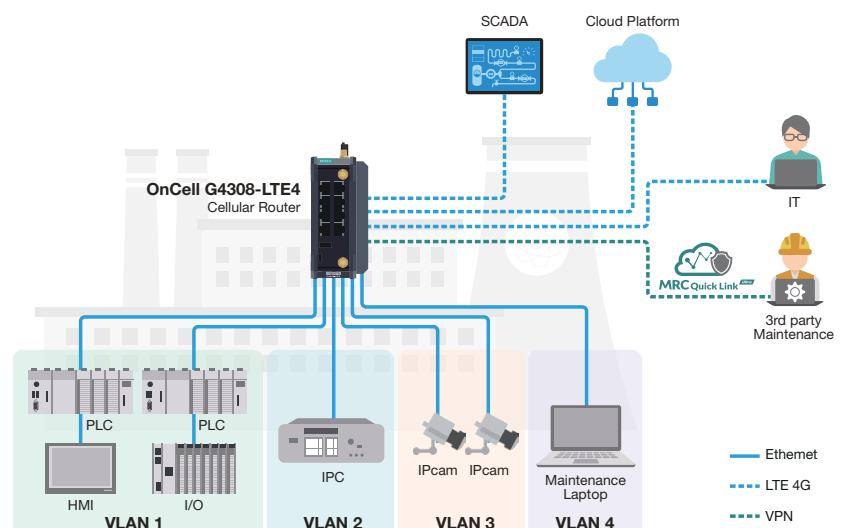 SCADA
Cloud Platform
OnCell G4308-LTE4
Cellular Router
IT
MRC Quick Link
3rd party
Maintenance
PLC
PLC
HMI
I/O
IPC
IPcam
IPcam
Maintenance
Laptop
VLAN 1
VLAN 2
VLAN 3
VLAN 4
Ethernet
LTE 4G
VPN